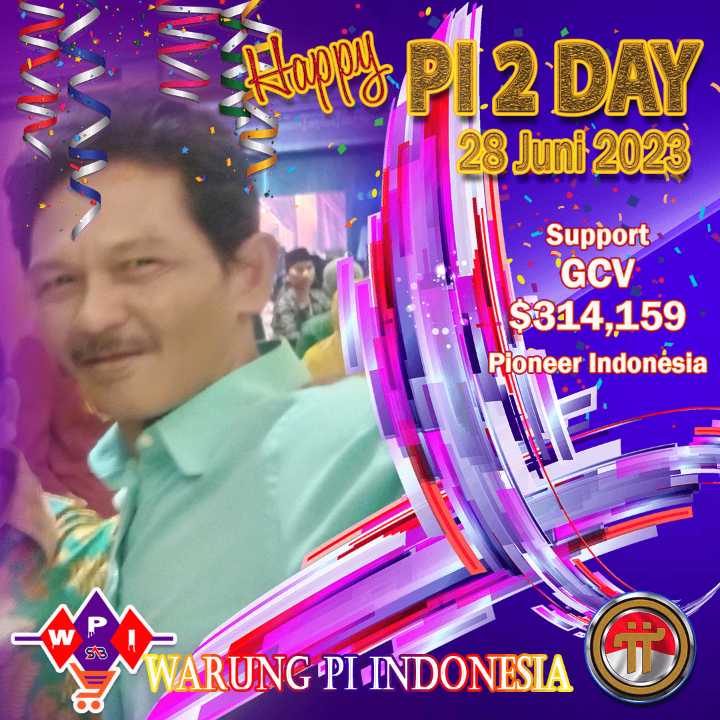 Happy PI 2 DAY
28 Juni 2023
Support
GCV
$314,159
Pioneer Indonesia
WPI
WARUNG PI INDONESIA